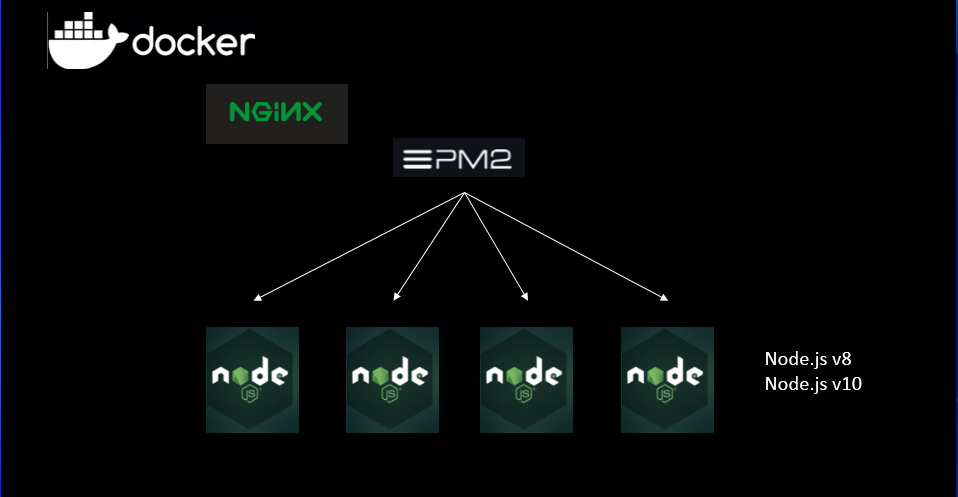 docker
NGINX
PM2
node
JS
node
JS
node
JS
node
JS
Node.js v8
Node.js v10